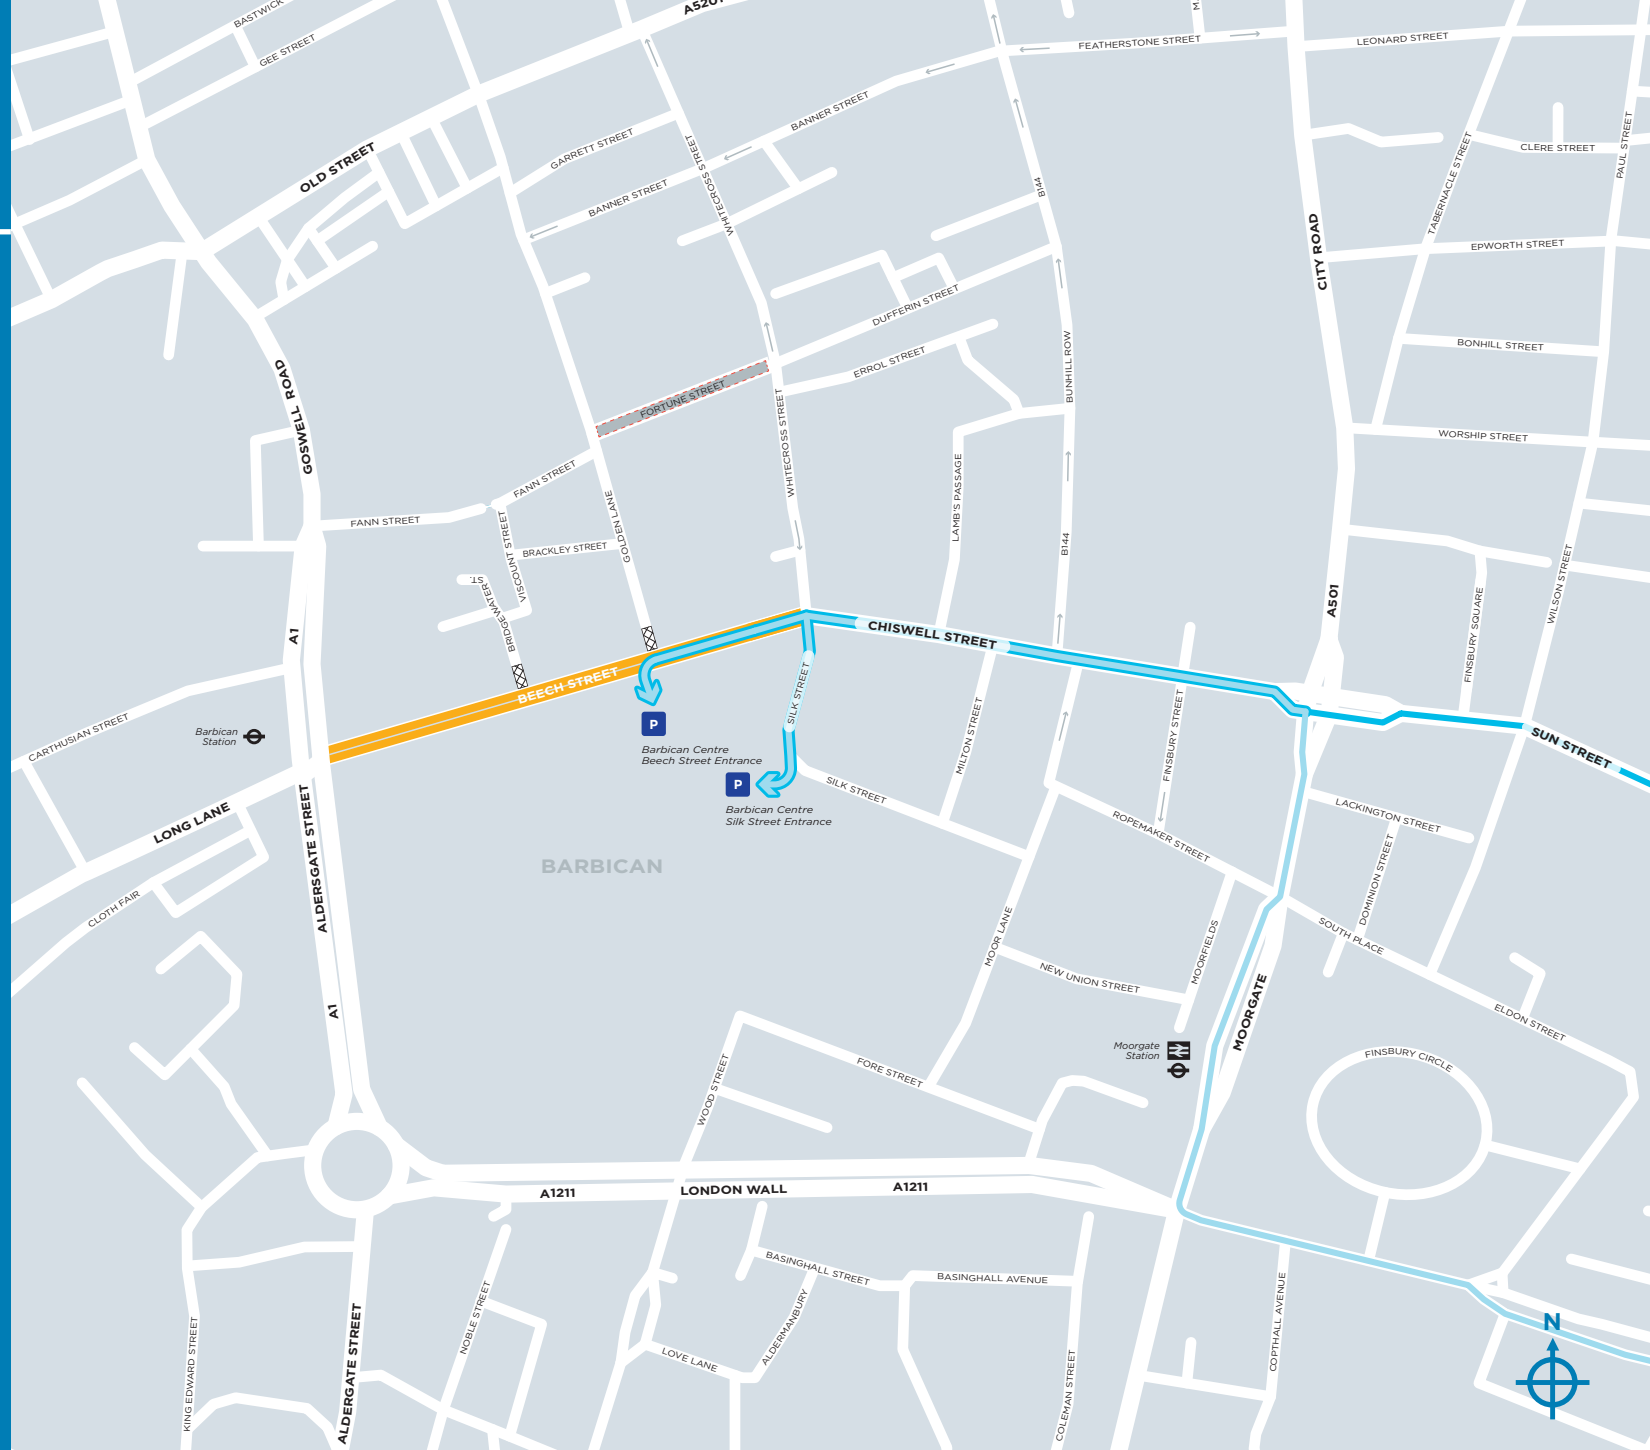 BASTWICK
A5201
M
GEE STREET
FEATHERSTONE STREET
LEONARD STREET
BANNER STREET
GARRETT STREET
WHITECROSS STREET
CLERE STREET
PAUL STREET
OLD STREET
BANNER STREET
B144
TABERNACLE STREET
CITY ROAD
EPWORTH STREET
DUFFERIN STREET
BONHILL STREET
GOSWELL ROAD
ERROL STREET
BUNHILL ROW
FORTUNE STREET
WHITECROSS STREET
WORSHIP STREET
FANN STREET
LAMB'S PASSAGE
FANN STREET
GOLDEN LANE
VISCOUNT STREET
BRACKLEY STREET
B144
BRIDGEWATER
ST.
A501
WILSON STREET
FINSBURY SQUARE
A1
CHISWELL STREET
BEECH STREET
SILK STREET
CARTHUSIAN STREET
Barbican
Station
P
Barbican Centre
Beech Street Entrance
MILTON STREET
FINSBURY STREET
SUN STREET
P
Barbican Centre
Silk Street Entrance
SILK STREET
LACKINGTON STREET
LONG LANE
ROPEMAKER STREET
ALDERSGATE STREET
BARBICAN
DOMINION STREET
CLOTH FAIR
MOOR LANE
MOORFIELDS
SOUTH PLACE
NEW UNION STREET
A1
MOORGATE
ELDON STREET
Moorgate
Station
FINSBURY CIRCLE
WOOD STREET
FORE STREET
A1211
LONDON WALL
A1211
BASINGHALL STREET
BASINGHALL AVENUE
NOBLE STREET
ALDERMANBURY
COPTHALL AVENUE
N
KING EDWARD STREET
ALDERGATE STREET
LOVE LANE
COLEMAN STREET